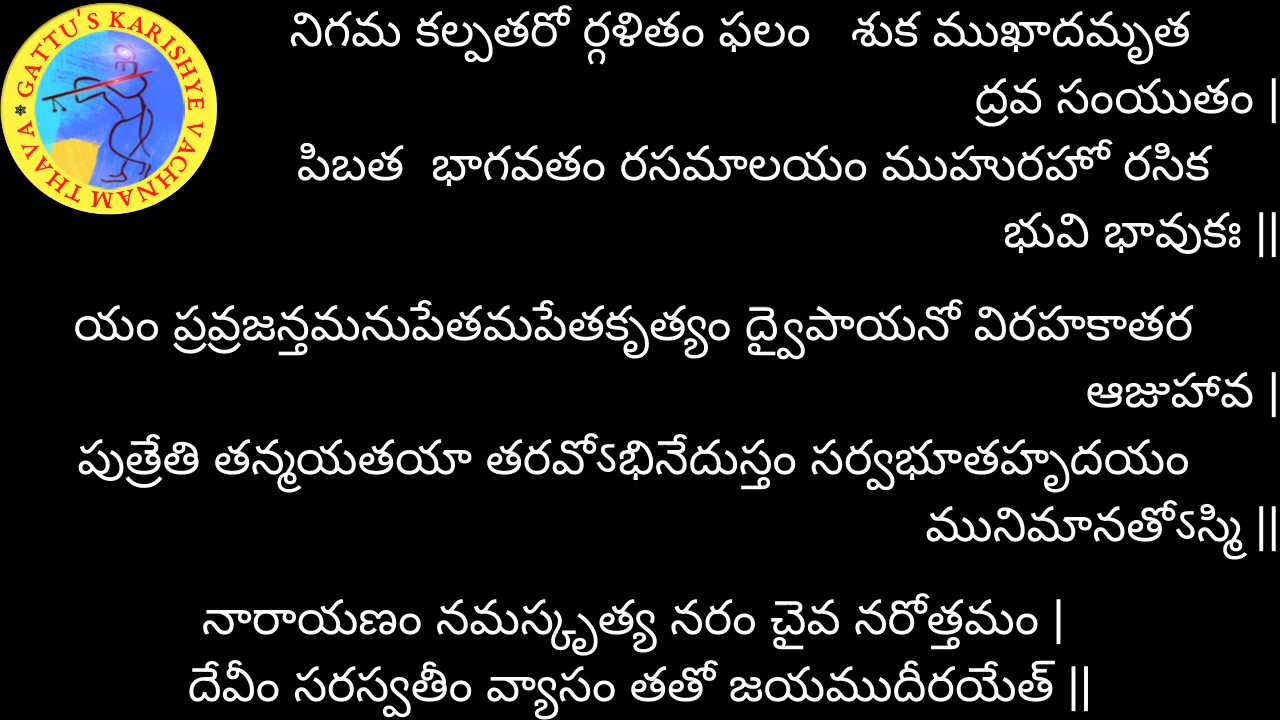 GATTU'S KARISHYE VACHNAM THAVA
నిగమ కల్పతరో ర్గళితం ఫలం శుక ముఖాదమృత
ద్రవ సంయుతం |
పిబత భాగవతం రసమాలయం ముహురహో రసిక
భువి భావుకః ||
యం ప్రవ్రజన్తమనుపేతమపేతకృత్యం ద్వైపాయనో విరహకాతర
ఆజుహావ |
పుత్రేతి తన్మయతయా తరవోఽభినేదుస్తం సర్వభూతహృదయం
మునిమానతోఽస్మి ||
నారాయణం నమస్కృత్య నరం చైవ నరోత్తమం |
దేవీం సరస్వతీం వ్యాసం తతో జయముదీరయేత్ ||